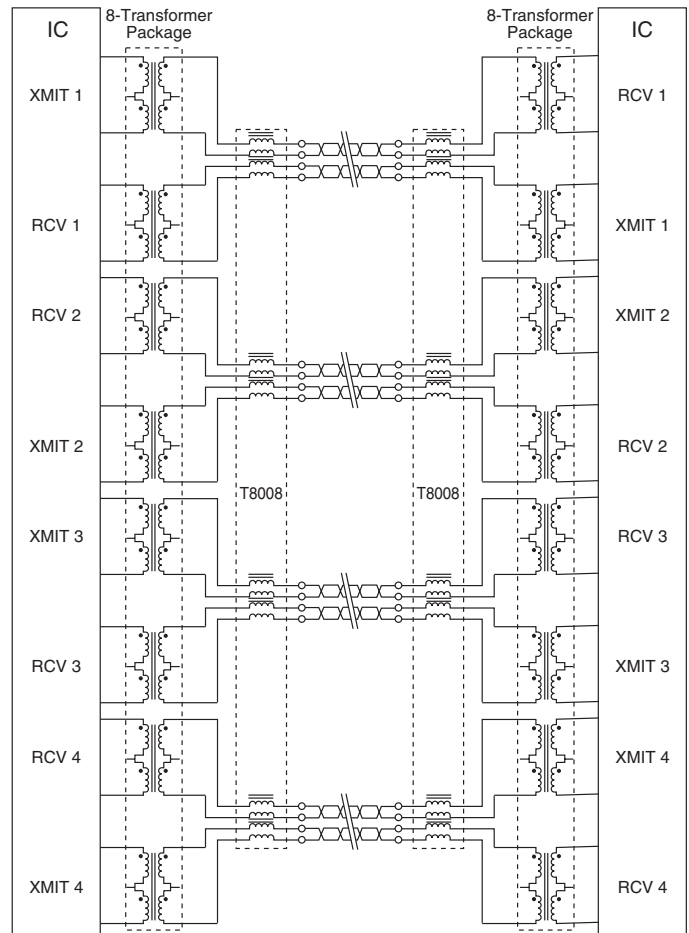 8-Transformer
Package
8-Transformer
Package
IC
IC
XMIT 1
RCV 1
RCV 1
XMIT 1
RCV 2
XMIT 2
XMIT 2
RCV 2
T8008
T8008
XMIT 3
RCV 3
RCV 3
XMIT 3
RCV 4
XMIT 4
XMIT 4
RCV 4